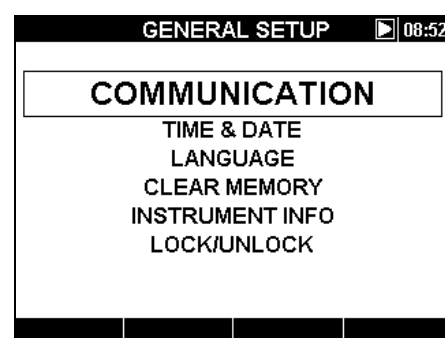 GENERAL SETUP 08:52
COMMUNICATION
TIME & DATE
LANGUAGE
CLEAR MEMORY
INSTRUMENT INFO
LOCK/UNLOCK